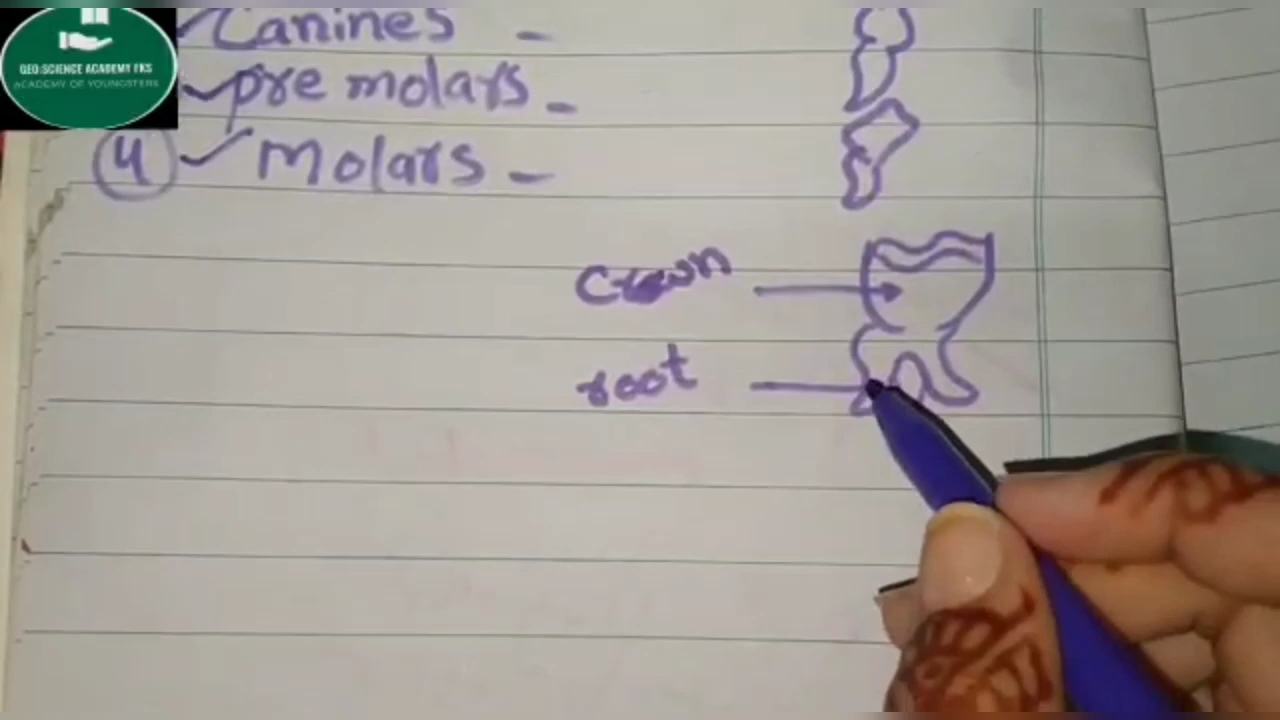 GEO:SCIENCE ACADEMY FKS
ACADEMY OF YOUNGSTERS
Canines -
pre molars -
4 Molars -
Crown
root